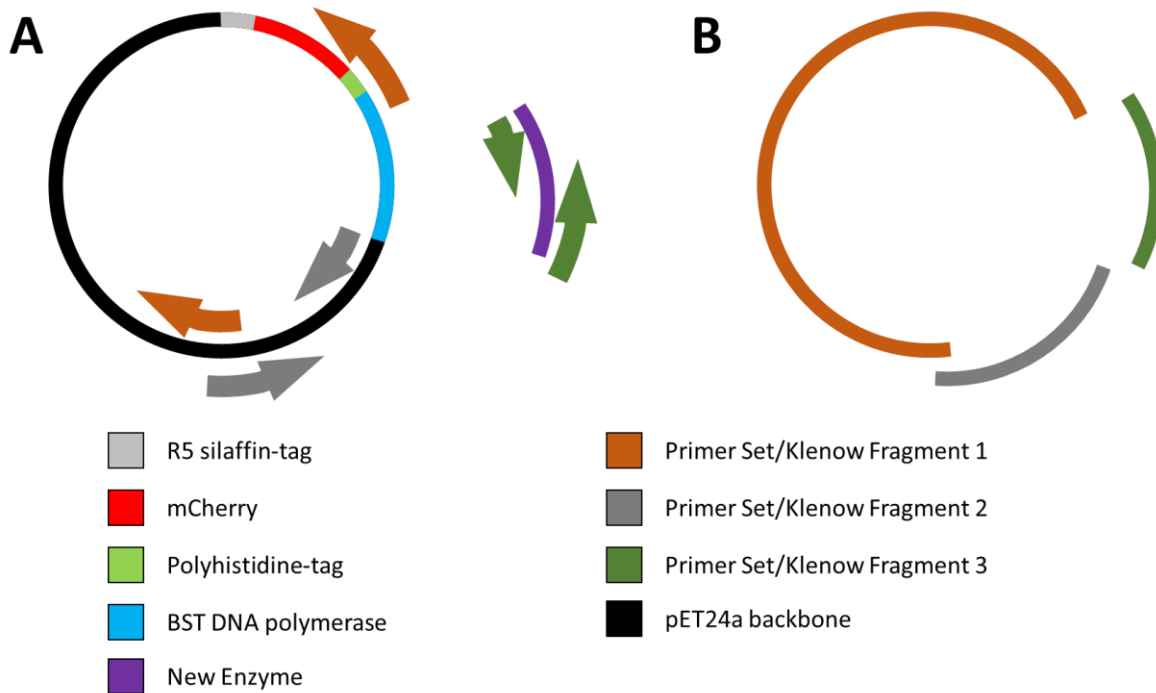 A
B
R5 silaffin-tag
mCherry
Polyhistidine-tag
BST DNA polymerase
New Enzyme
Primer Set/Klenow Fragment 1
Primer Set/Klenow Fragment 2
Primer Set/Klenow Fragment 3
pET24a backbone